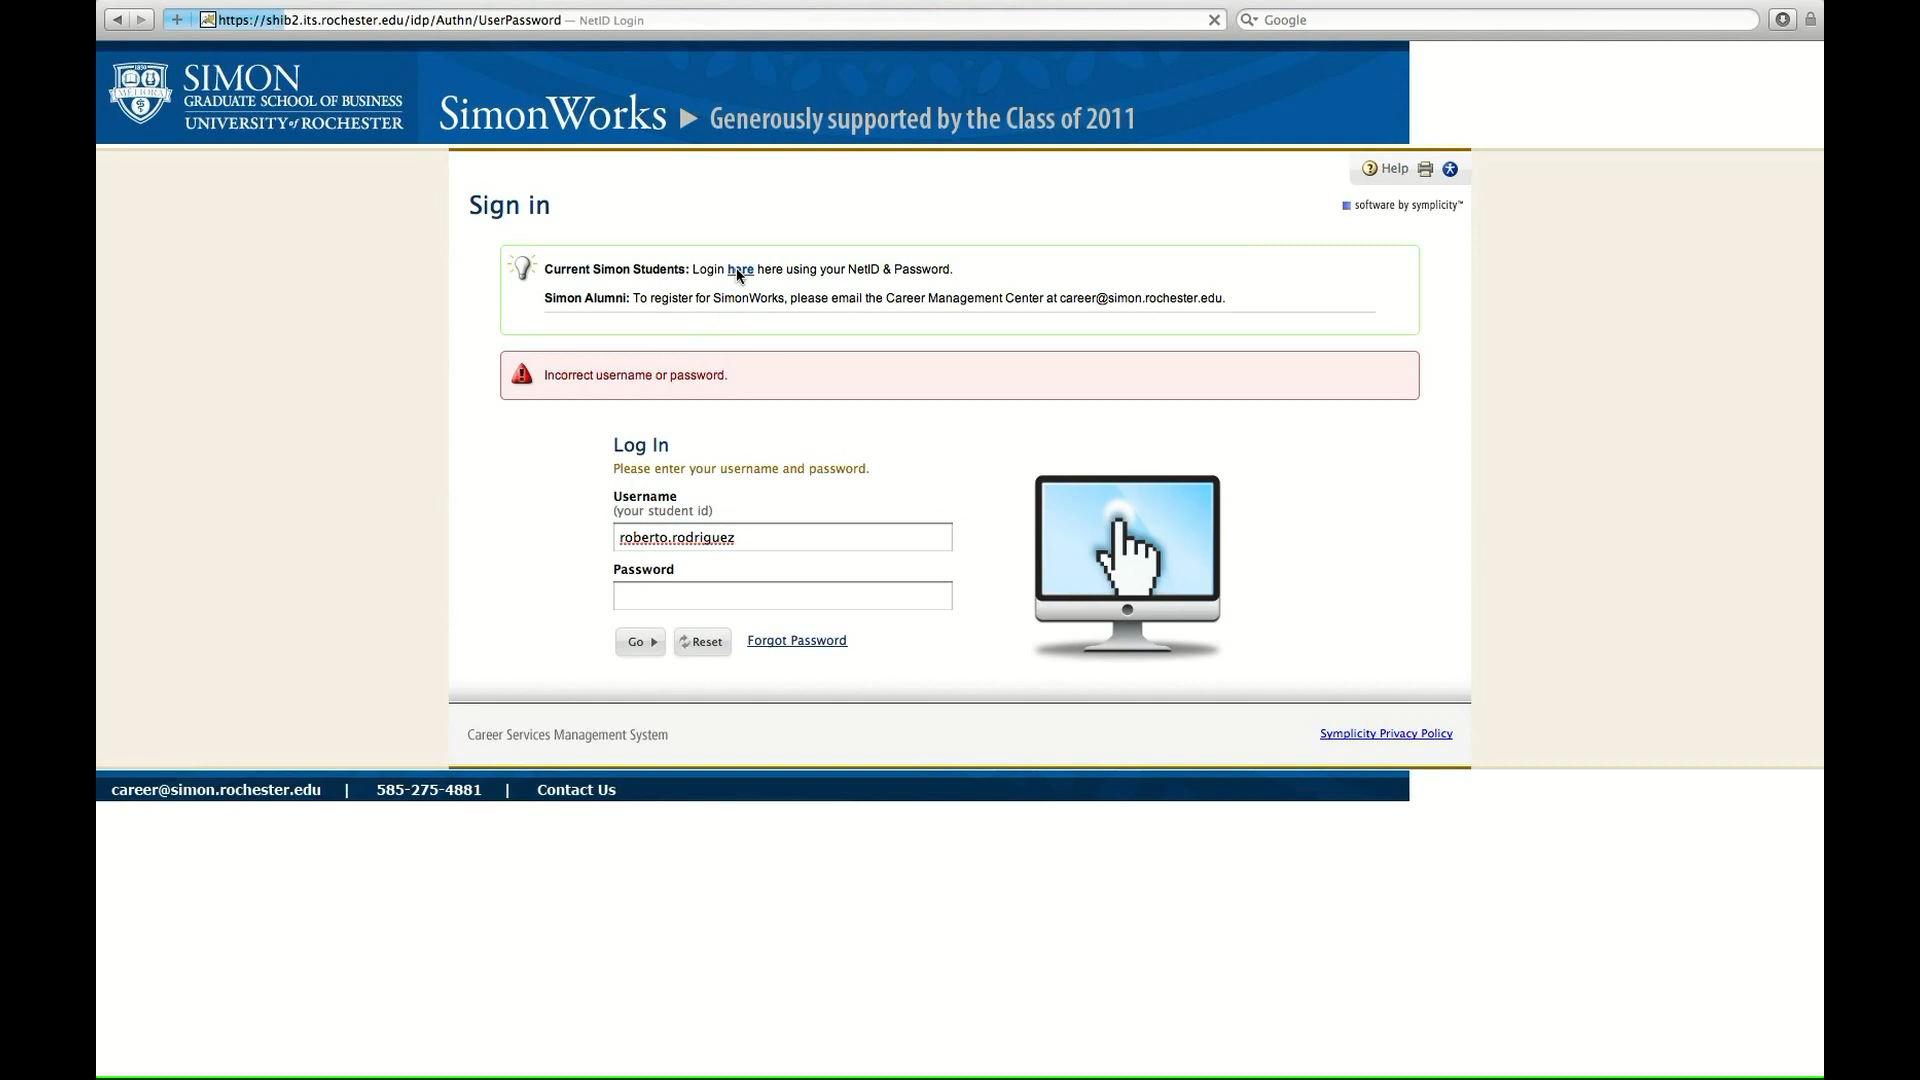 https://shib2.its.rochester.edu/idp/Authn/UserPassword — NetID Login
Google
SIMON
GRADUATE SCHOOL OF BUSINESS
UNIVERSITY of ROCHESTER
SimonWorks ▶ Generously supported by the Class of 2011
MELIORA
Help
Sign in
software by symplicity™
Current Simon Students: Login here here using your NetID & Password.
Simon Alumni: To register for SimonWorks, please email the Career Management Center at career@simon.rochester.edu.
Incorrect username or password.
Log In
Please enter your username and password.
Username
(your student id)
roberto.rodriguez
Password
Go
Reset
Forgot Password
Career Services Management System
Symplicity Privacy Policy
career@simon.rochester.edu | 585-275-4881 | Contact Us